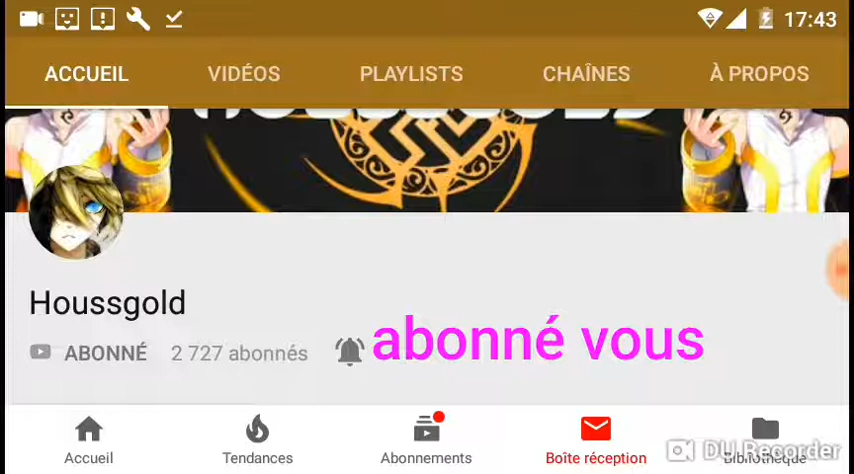 17:43
ACCUEIL VIDÉOS PLAYLISTS CHAÎNES À PROPOS
Houssgold
ABONNÉ 2 727 abonnés abonné vous
Accueil Tendances Abonnements Boîte réception Bibliothèque
DU Recorder